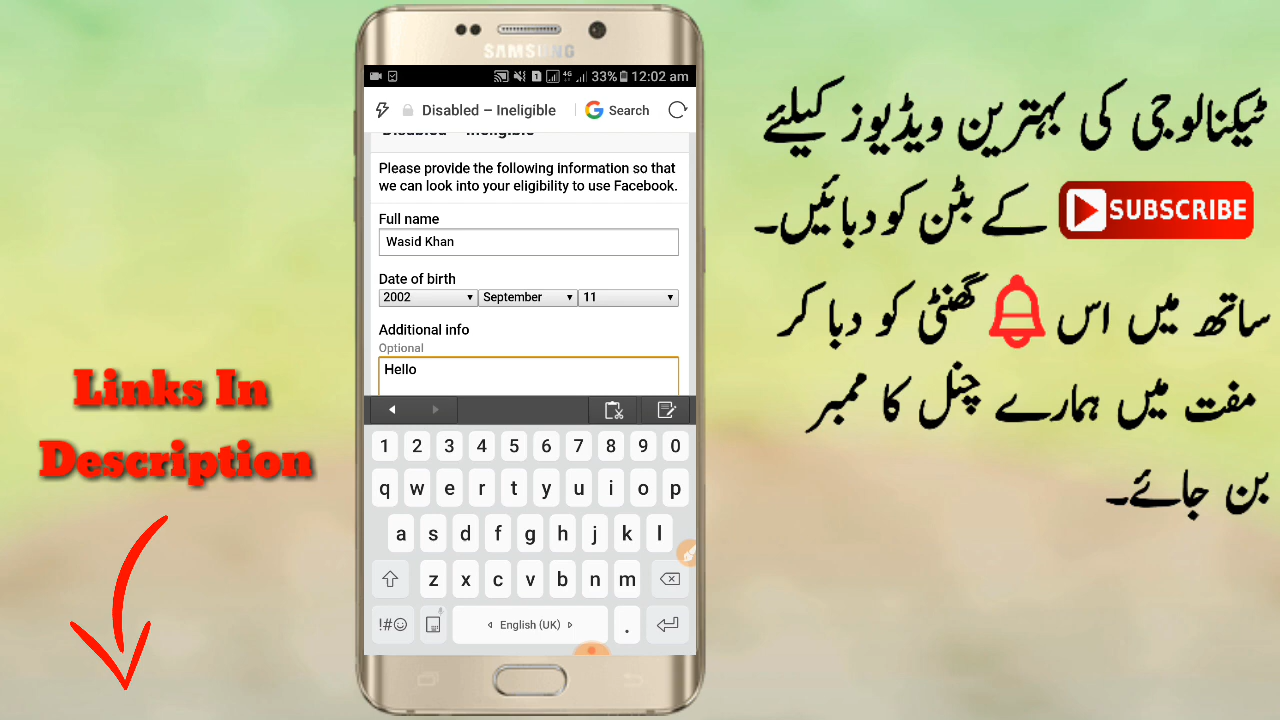 SAMSUNG
33% 12:02 am
Disabled – Ineligible
Search
Disabled – Ineligible
Please provide the following information so that
we can look into your eligibility to use Facebook.
Full name
Wasid Khan
Date of birth
2002 September 11
Additional info
Optional
Hello
1 2 3 4 5 6 7 8 9 0
q w e r t y u i o p
a s d f g h j k l
z x c v b n m
!#☺ English (UK) .
Links In
Description
ٹیکنالوجی کی بہترین ویڈیوز کیلئے
SUBSCRIBE کے بٹن کو دبائیں۔
ساتھ میں اس گھنٹی کو دبا کر
مفت میں ہمارے چنل کا ممبر
بن جائے۔